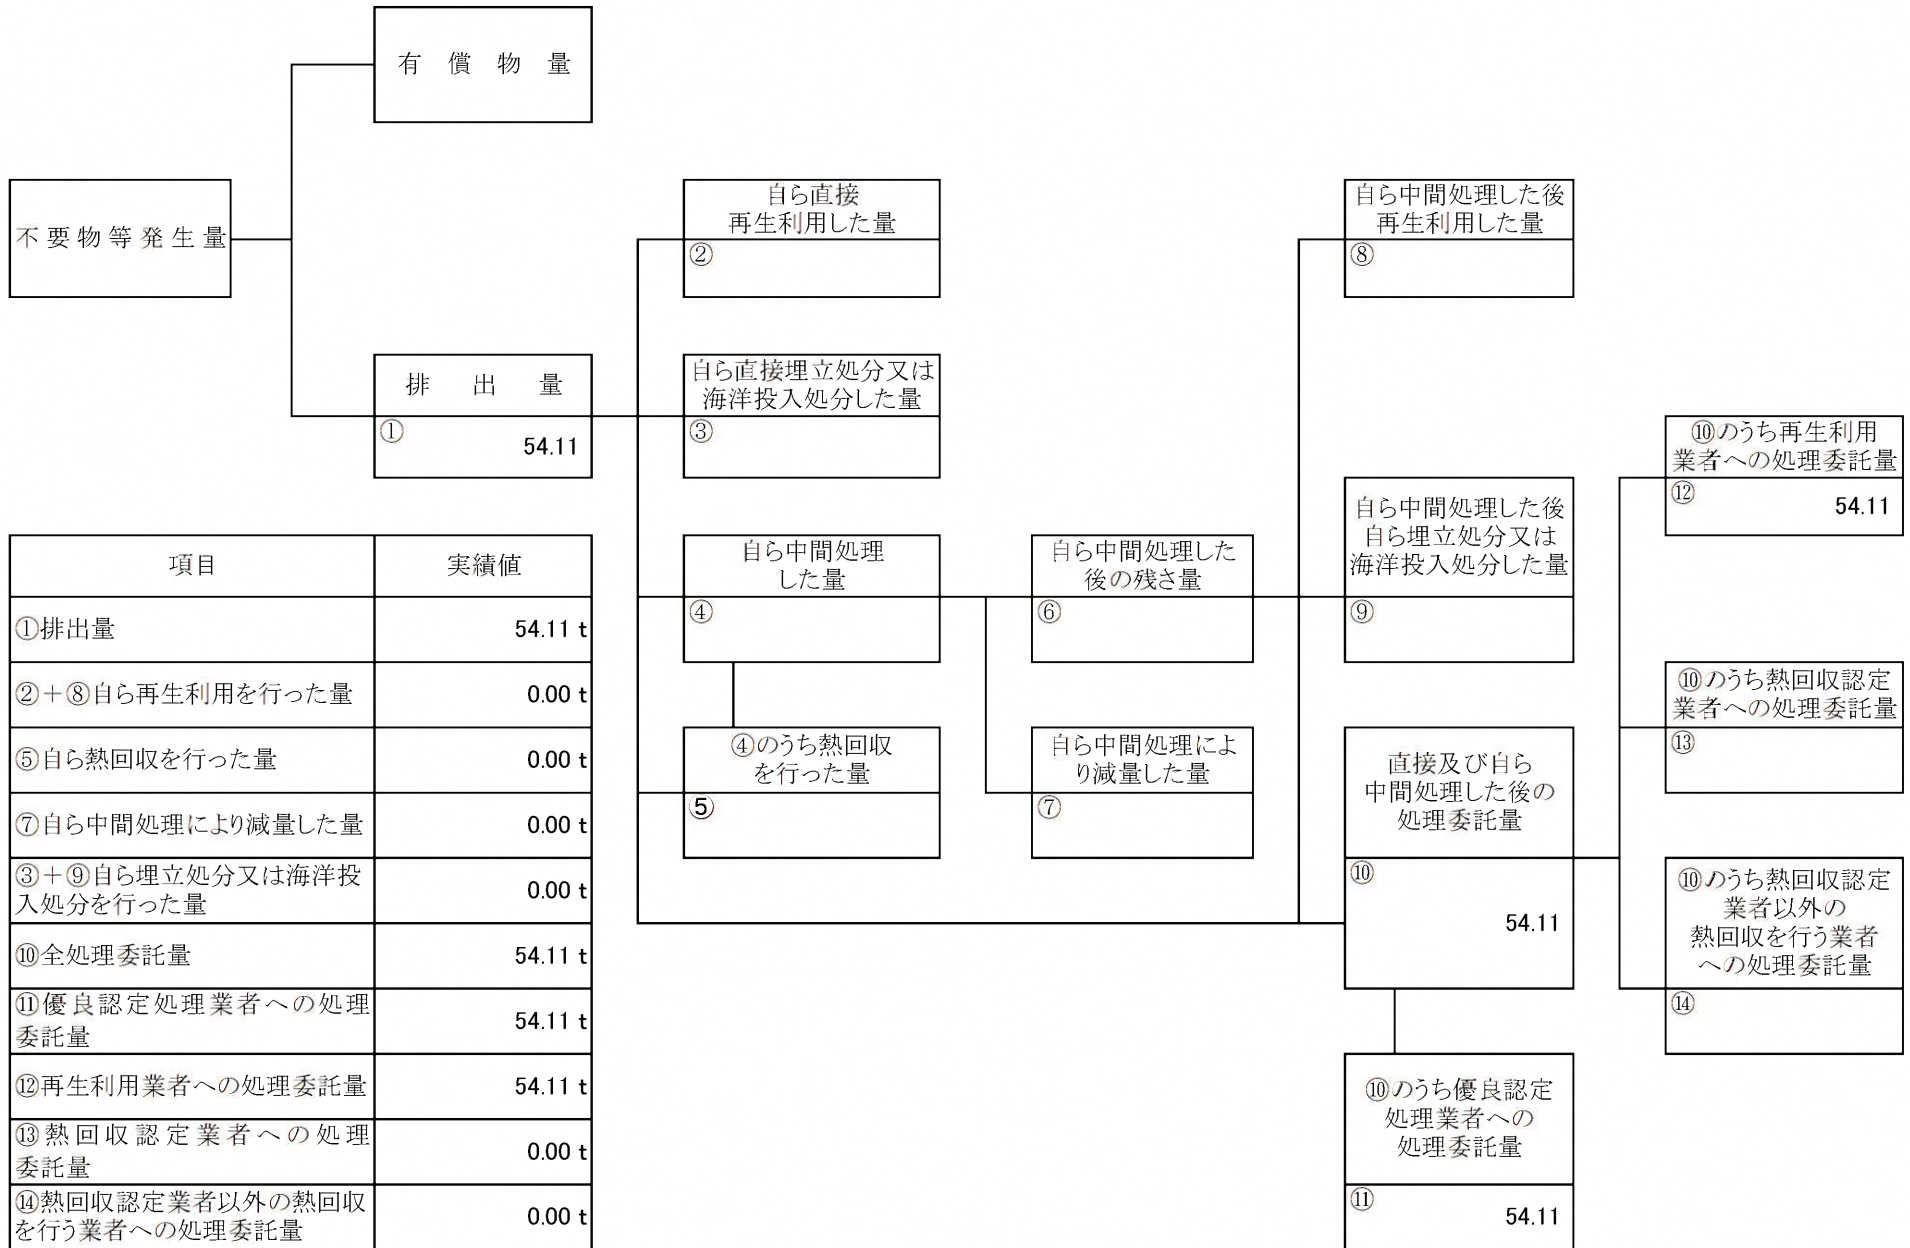 有償物量
不要物等発生量
自ら直接
再生利用した量
②
自ら中間処理した後
再生利用した量
⑧
排出量
①
54.11
自ら直接埋立処分又は
海洋投入処分した量
③
⑩のうち再生利用
業者への処理委託量
⑫
54.11
自ら中間処理
した量
④
自ら中間処理した
後の残さ量
⑥
自ら中間処理した後
自ら埋立処分又は
海洋投入処分した量
⑨
⑩のうち熱回収認定
業者への処理委託量
⑬
④のうち熱回収
を行った量
⑤
自ら中間処理によ
り減量した量
⑦
直接及び自ら
中間処理した後の
処理委託量
⑩
54.11
⑩のうち熱回収認定
業者以外の
熱回収を行う業者
への処理委託量
⑭
⑩のうち優良認定
処理業者への
処理委託量
⑪
54.11
項目 実績値
①排出量 54.11 t
②＋⑧自ら再生利用を行った量 0.00 t
⑤自ら熱回収を行った量 0.00 t
⑦自ら中間処理により減量した量 0.00 t
③＋⑨自ら埋立処分又は海洋投
入処分を行った量 0.00 t
⑩全処理委託量 54.11 t
⑪優良認定処理業者への処理
委託量 54.11 t
⑫再生利用業者への処理委託量 54.11 t
⑬熱回収認定業者への処理
委託量 0.00 t
⑭熱回収認定業者以外の熱回収
を行う業者への処理委託量 0.00 t